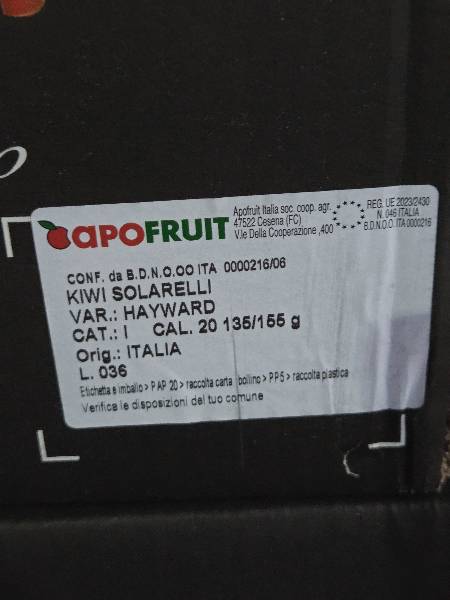 apoFRUIT
Apofruit Italia soc. coop. agr.
47522 Cesena (FC)
V.le Della Cooperazione ,400
REG. UE 2023/2430
N. 046 ITALIA
B.D.N.O.O. ITA 0000216
CONF. da B.D.N.O.OO ITA 0000216/06
KIWI SOLARELLI
VAR.: HAYWARD
CAT.: I CAL. 20 135/155 g
Orig.: ITALIA
L. 036
Etichetta e imballo > PAP 20 > raccolta carta bollino > PP5 > raccolta plastica
Verifica le disposizioni del tuo comune